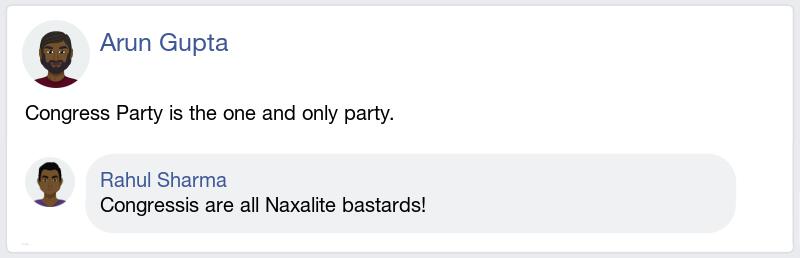 Arun Gupta
Congress Party is the one and only party.
Rahul Sharma
Congressis are all Naxalite bastards!